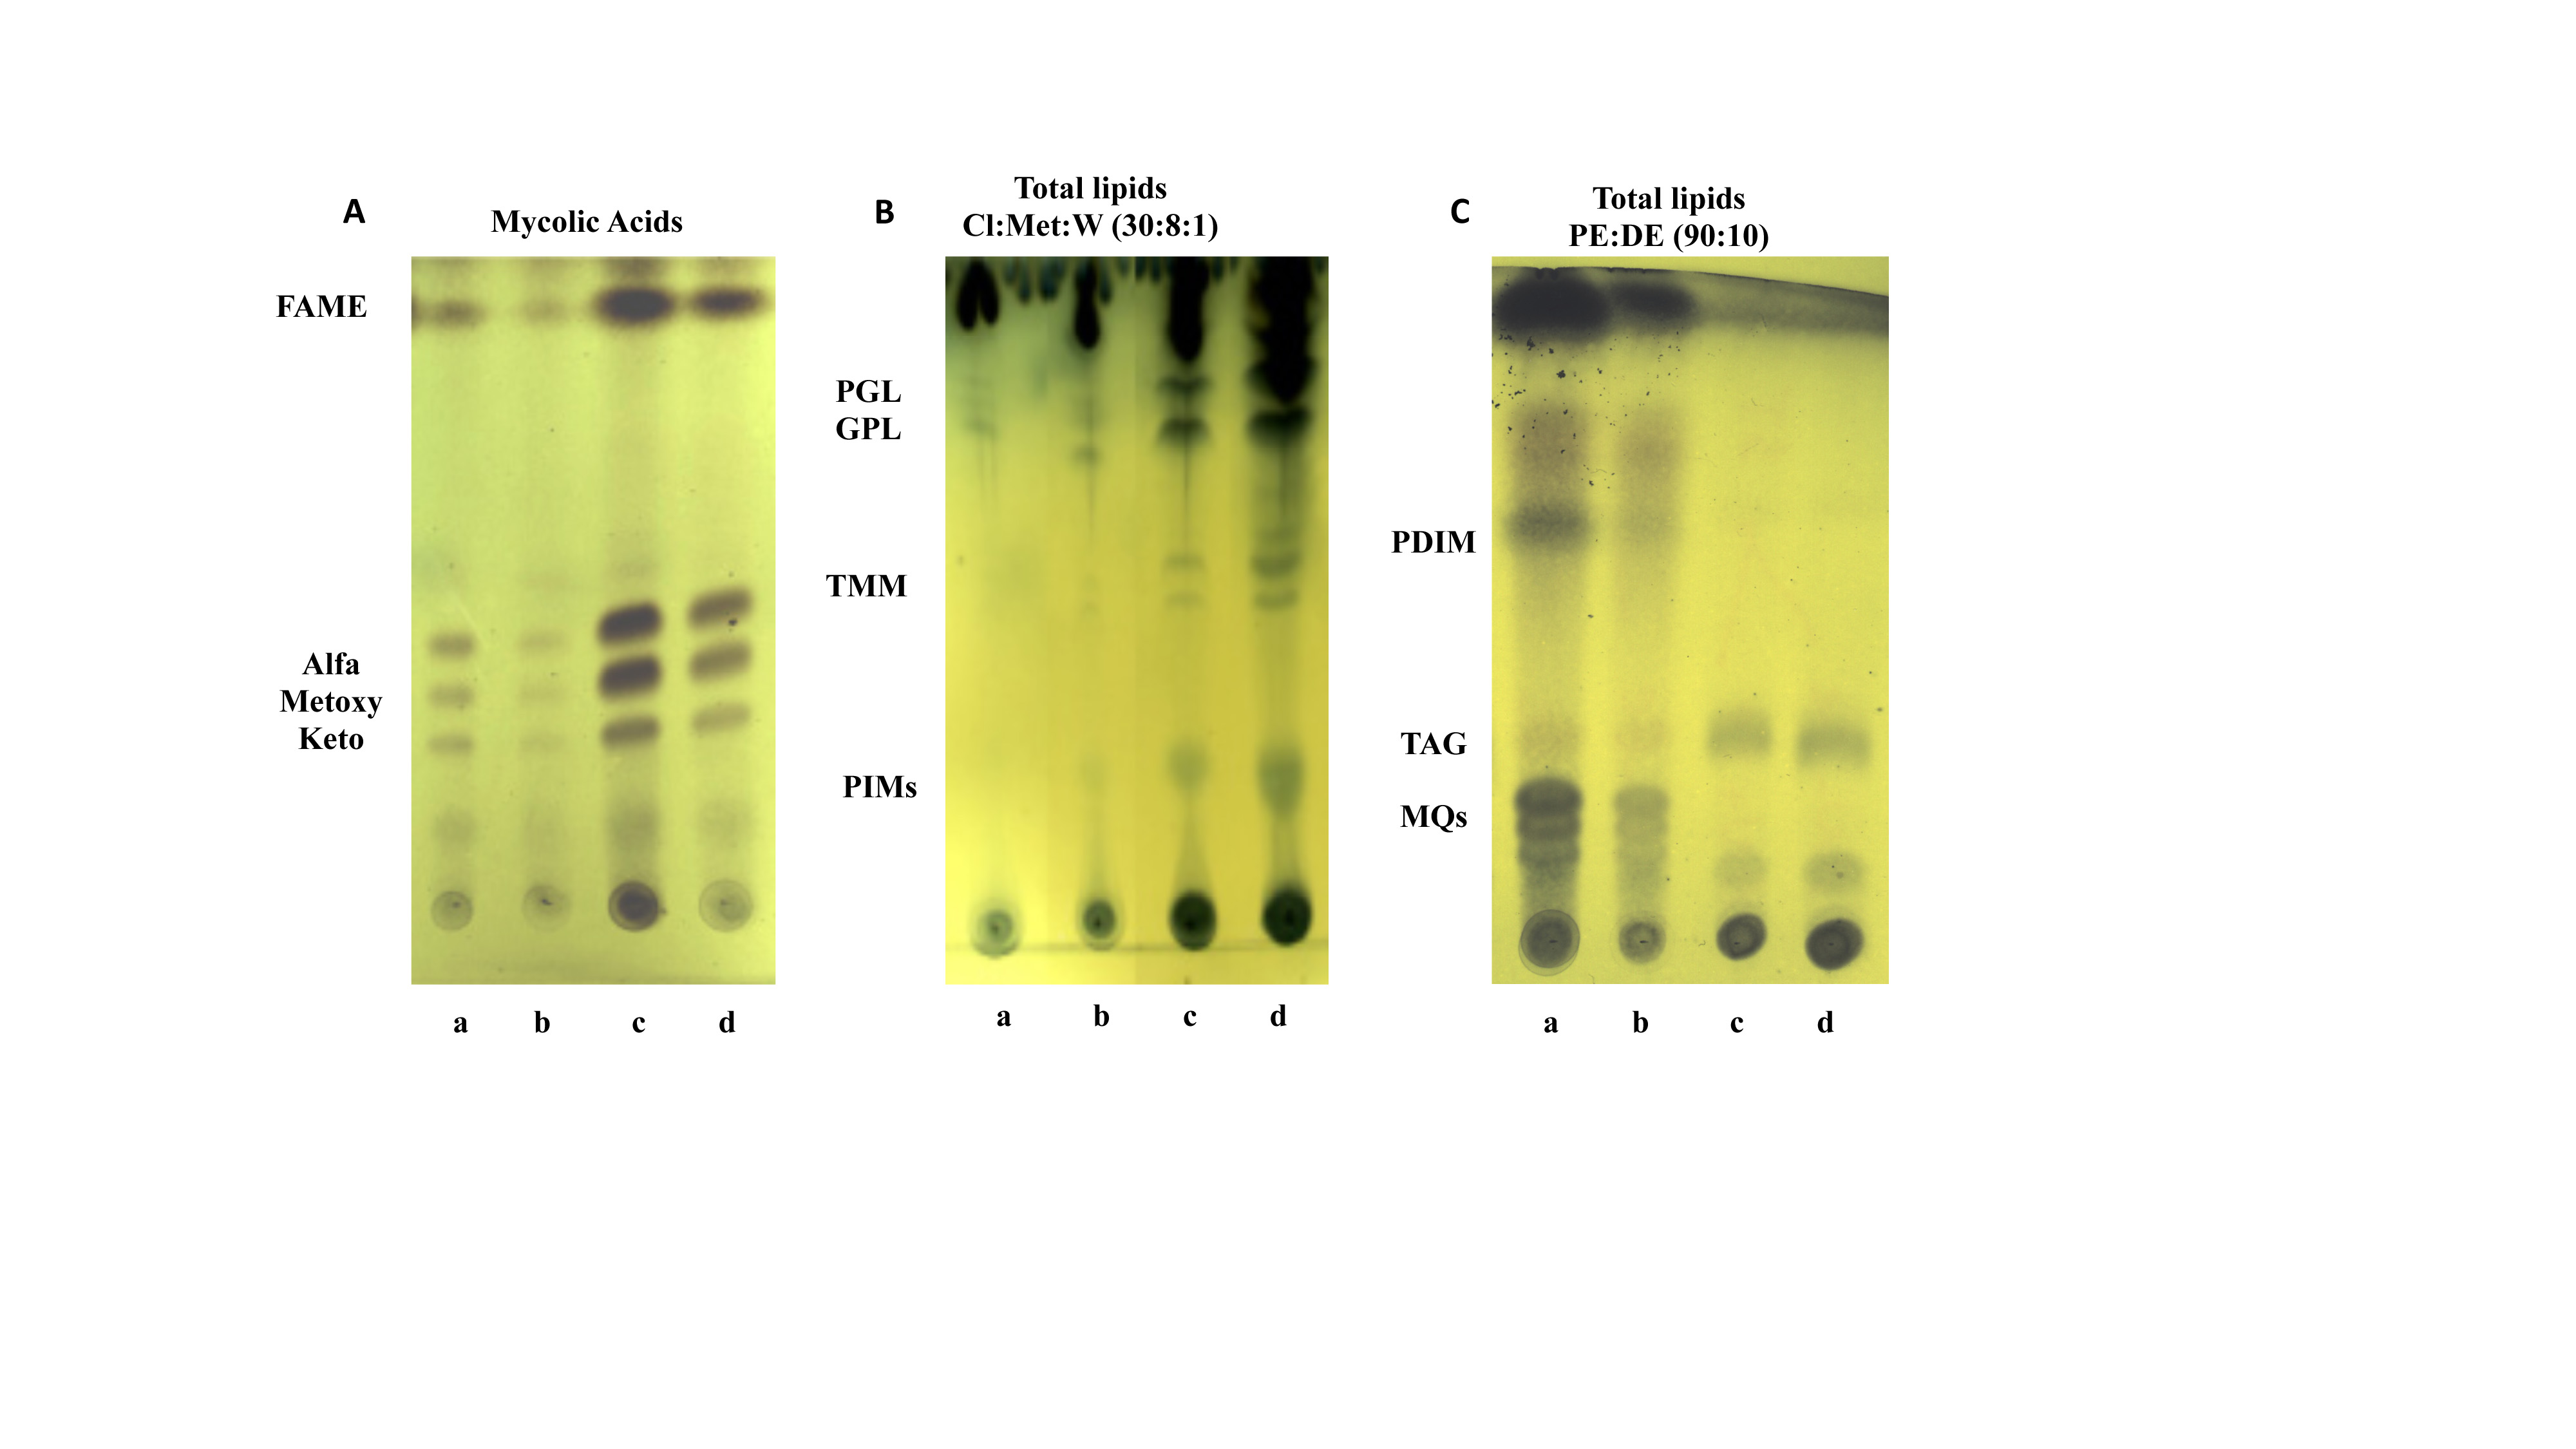 A
Mycolic Acids
FAME
Alfa
Metoxy
Keto
a b c d
B
Total lipids
Cl:Met:W (30:8:1)
PGL
GPL
TMM
PIMs
a b c d
C
Total lipids
PE:DE (90:10)
PDIM
TAG
MQs
a b c d